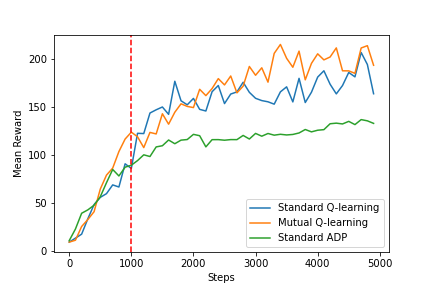 Mean Reward
200
150
100
50
0
0 1000 2000 3000 4000 5000
Steps
Standard Q-learning
Mutual Q-learning
Standard ADP